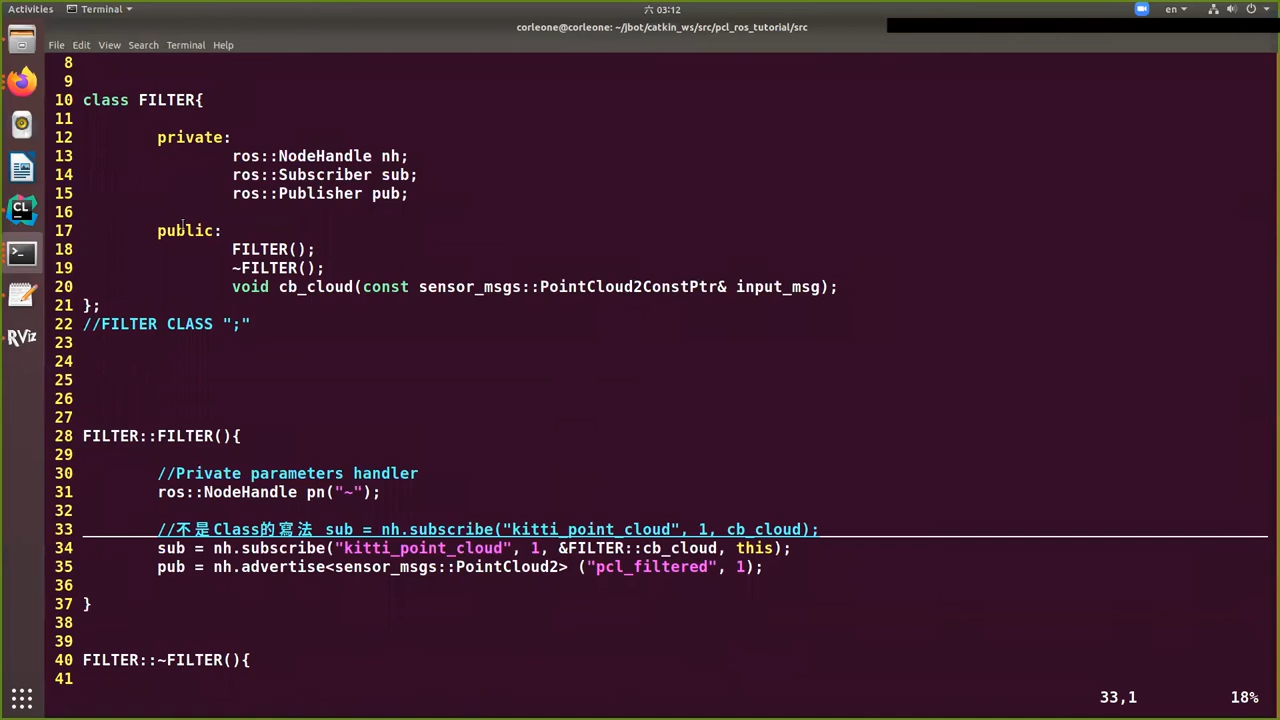 Activities Terminal 六 03:12 en
corleone@corleone: ~/jbot/catkin_ws/src/pcl_ros_tutorial/src
File Edit View Search Terminal Help
8
9
10 class FILTER{
11
12 private:
13 ros::NodeHandle nh;
14 ros::Subscriber sub;
15 ros::Publisher pub;
16
17 public:
18 FILTER();
19 ~FILTER();
20 void cb_cloud(const sensor_msgs::PointCloud2ConstPtr& input_msg);
21 };
22 //FILTER CLASS ";"
23
24
25
26
27
28 FILTER::FILTER(){
29
30 //Private parameters handler
31 ros::NodeHandle pn("~");
32
33 //不是Class的寫法 sub = nh.subscribe("kitti_point_cloud", 1, cb_cloud);
34 sub = nh.subscribe("kitti_point_cloud", 1, &FILTER::cb_cloud, this);
35 pub = nh.advertise<sensor_msgs::PointCloud2> ("pcl_filtered", 1);
36
37 }
38
39
40 FILTER::~FILTER(){
41
33,1 18%
CL
>_
RViz